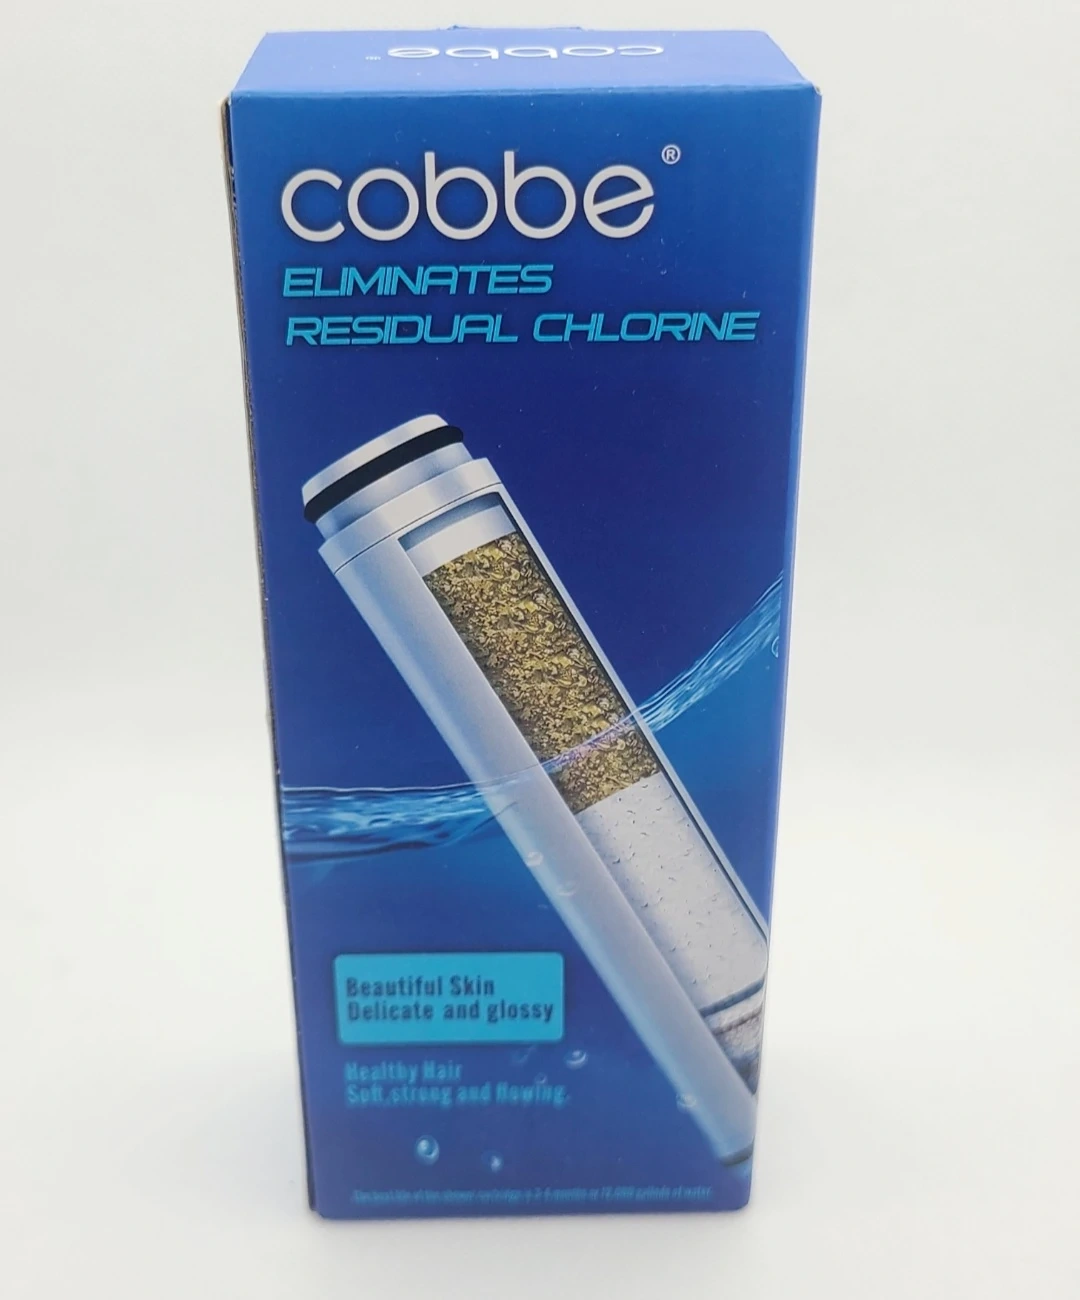 cobbe
cobbe®
ELIMINATES
RESIDUAL CHLORINE
Beautiful Skin
Delicate and glossy
Healthy Hair
Soft, strong and flowing.